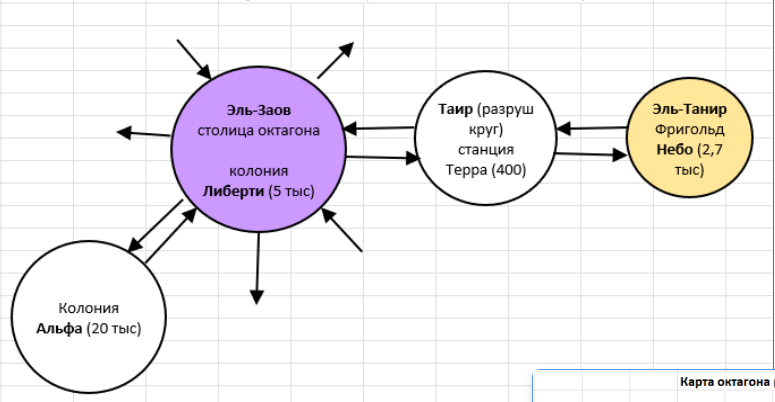 Эль-Заов
столица октагона
колония
Либерти (5 тыс)
Таир (разруш
круг)
станция
Терра (400)
Эль-Танир
Фригольд
Небо (2,7
тыс)
Колония
Альфа (20 тыс)
Карта октагона (